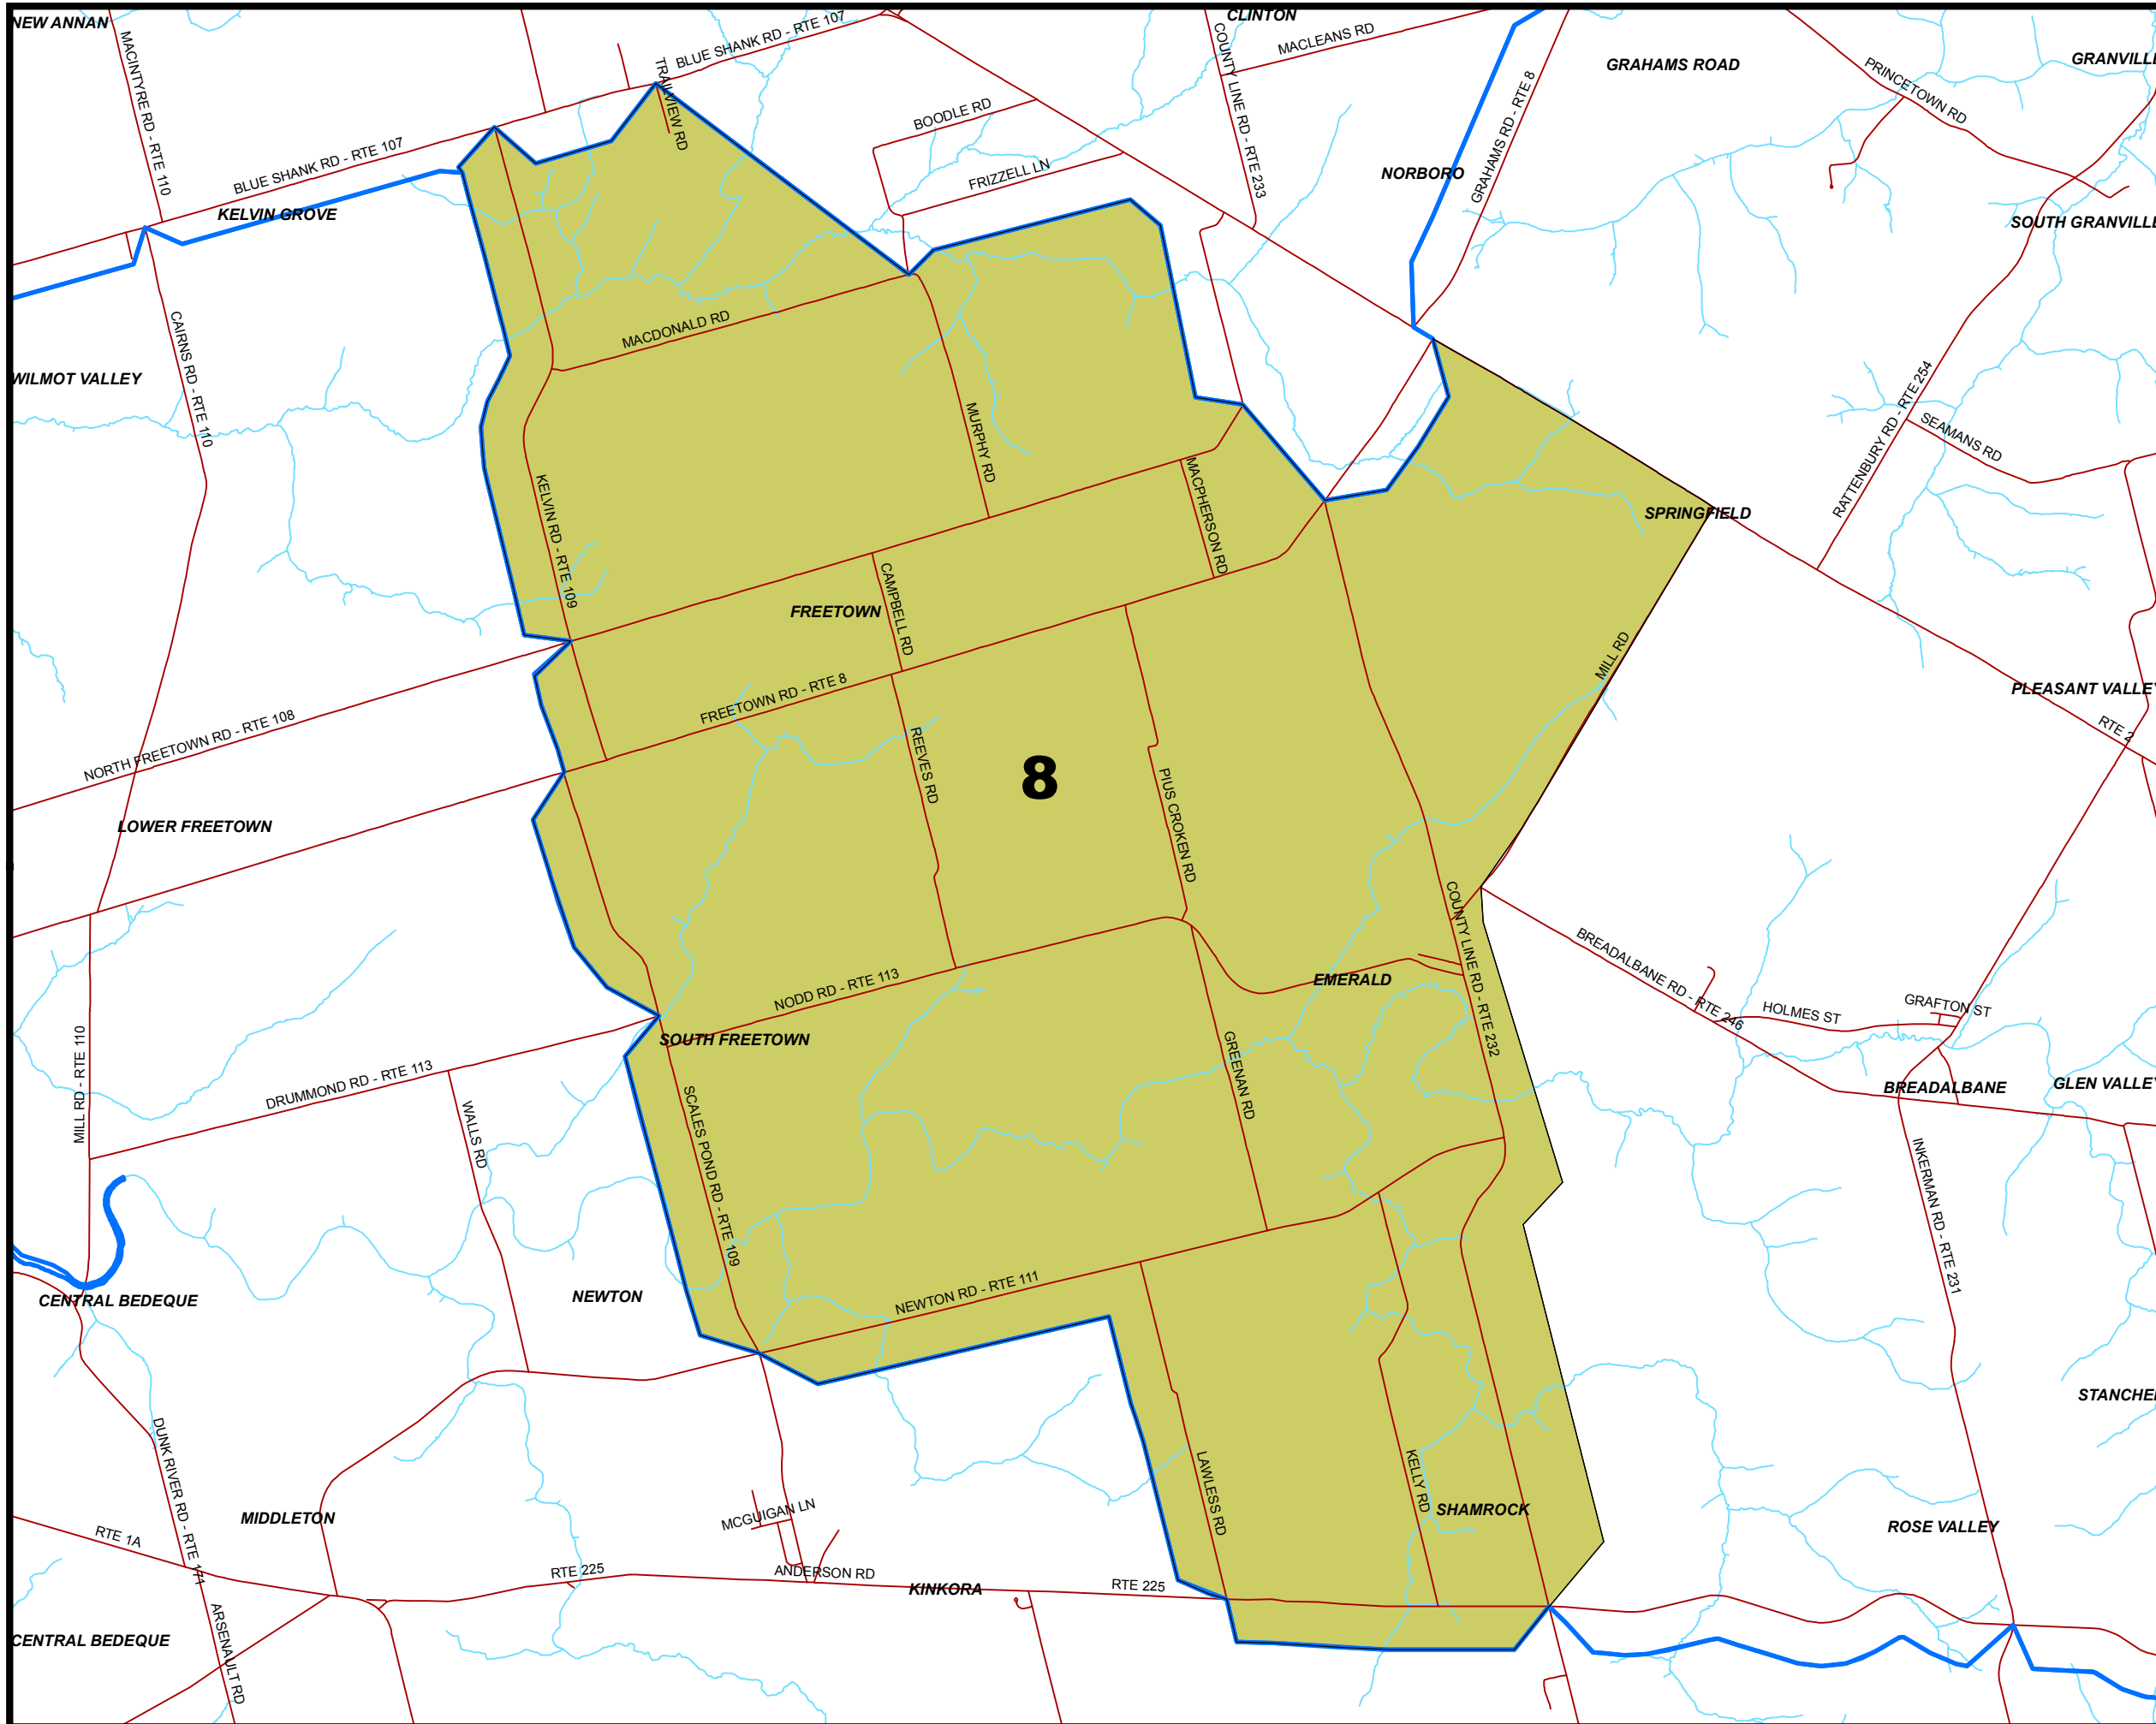 NEW ANNAN
CLINTON
BLUE SHANK RD - RTE 107
MACINTYRE RD - RTE 110
TRAILVIEW RD
COUNTY LINE RD - RTE 233
MACLEANS RD
GRAHAMS ROAD
GRANVILLE
PRINCETOWN RD
BOODLE RD
GRAHAMS RD - RTE 8
BLUE SHANK RD - RTE 107
FRIZZELL LN
NORBORO
KELVIN GROVE
SOUTH GRANVILLE
MACDONALD RD
CAIRNS RD - RTE 110
WILMOT VALLEY
RATTENBURY RD - RTE 254
MURPHY RD
SEAMANS RD
KELVIN RD - RTE 109
MACPHERSON RD
SPRINGFIELD
CAMPBELL RD
FREETOWN
MILL RD
FREETOWN RD - RTE 8
PLEASANT VALLEY
NORTH FREETOWN RD - RTE 108
RTE 2
REEVES RD
8
PIUS CROKEN RD
LOWER FREETOWN
COUNTY LINE RD - RTE 232
BREADALBANE RD - RTE 246
NODD RD - RTE 113
EMERALD
HOLMES ST
GRAFTON ST
SOUTH FREETOWN
MILL RD - RTE 110
DRUMMOND RD - RTE 113
GREENAN RD
BREADALBANE
GLEN VALLEY
WALLS RD
SCALES POND RD - RTE 109
INKERMAN RD - RTE 231
CENTRAL BEDEQUE
NEWTON
NEWTON RD - RTE 111
STANCHE
DUNK RIVER RD - RTE 171
LAWLESS RD
KELLY RD
MIDDLETON
MCGUIGAN LN
SHAMROCK
ROSE VALLEY
RTE 1A
RTE 225
ANDERSON RD
KINKORA
RTE 225
ARSENAULT RD
CENTRAL BEDEQUE